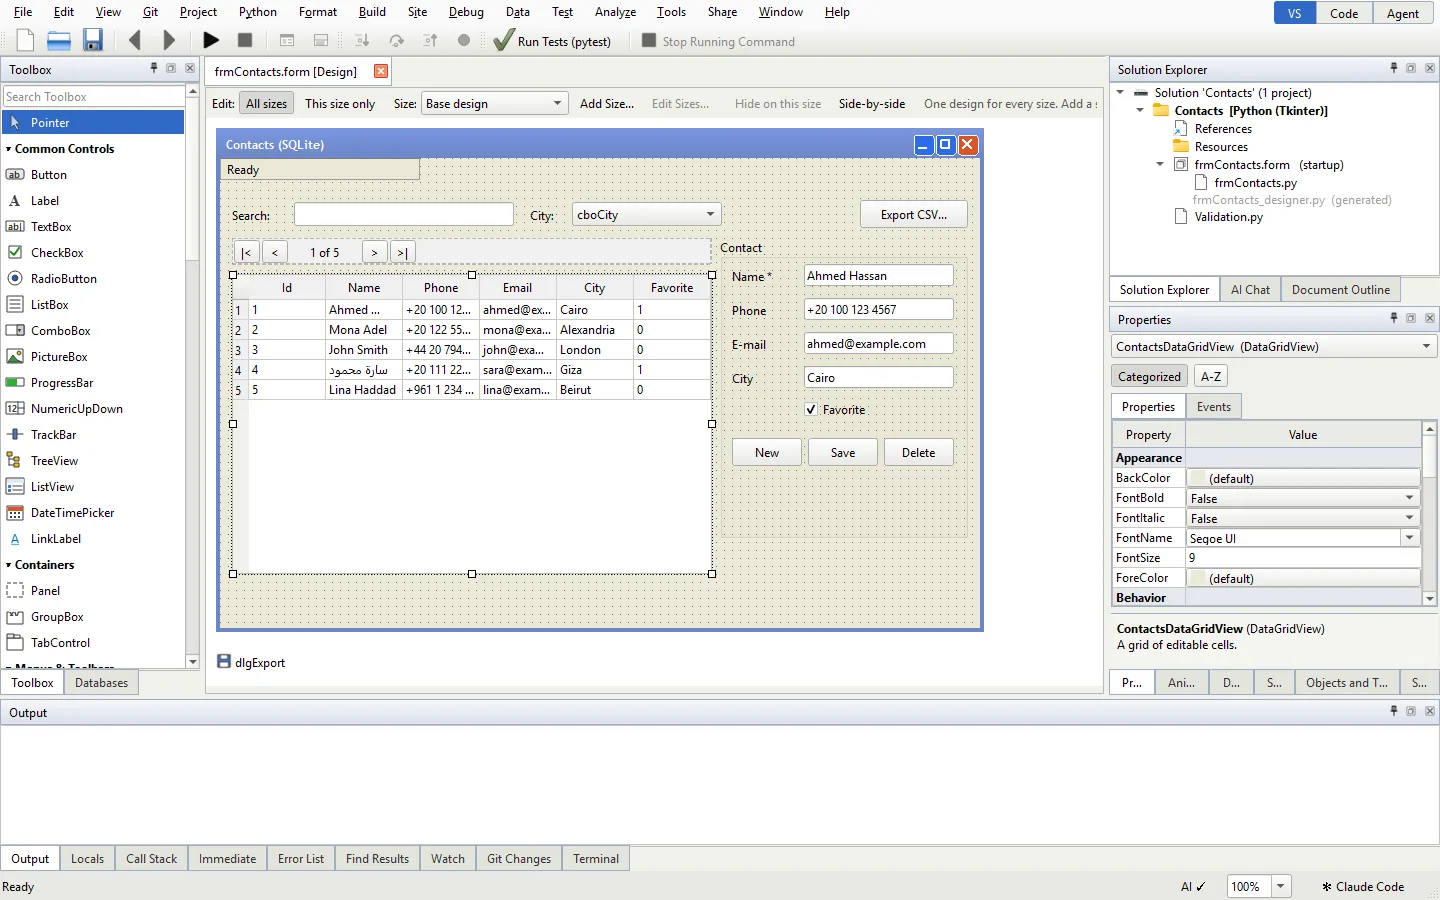 File Edit View Git Project Python Format Build Site Debug Data Test Analyze Tools Share Window Help VS Code Agent
Run Tests (pytest) Stop Running Command
Toolbox
Search Toolbox
Pointer
Common Controls
Button
Label
TextBox
CheckBox
RadioButton
ListBox
ComboBox
PictureBox
ProgressBar
NumericUpDown
TrackBar
TreeView
ListView
DateTimePicker
LinkLabel
Containers
Panel
GroupBox
TabControl
Toolbox Databases
frmContacts.form [Design]
Edit: All sizes This size only Size: Base design Add Size... Edit Sizes... Hide on this size Side-by-side One design for every size. Add a
Contacts (SQLite)
Ready
Search: City: cboCity Export CSV...
|< < 1 of 5 > >|
Id Name Phone Email City Favorite
1 1 Ahmed ... +20 100 12... ahmed@ex... Cairo 1
2 2 Mona Adel +20 122 55... mona@exa... Alexandria 0
3 3 John Smith +44 20 794... john@exa... London 0
4 4 سارة محمود +20 111 22... sara@exam... Giza 1
5 5 Lina Haddad +961 1 234 ... lina@exam... Beirut 0
Contact
Name * Ahmed Hassan
Phone +20 100 123 4567
E-mail ahmed@example.com
City Cairo
Favorite
New Save Delete
dlgExport
Solution Explorer
Solution 'Contacts' (1 project)
Contacts [Python (Tkinter)]
References
Resources
frmContacts.form (startup)
frmContacts.py
frmContacts_designer.py (generated)
Validation.py
Solution Explorer AI Chat Document Outline
Properties
ContactsDataGridView (DataGridView)
Categorized A-Z
Properties Events
Property Value
Appearance
BackColor (default)
FontBold False
FontItalic False
FontName Segoe UI
FontSize 9
ForeColor (default)
Behavior
ContactsDataGridView (DataGridView)
A grid of editable cells.
Pr... Ani... D... S... Objects and T... S...
Output
Output Locals Call Stack Immediate Error List Find Results Watch Git Changes Terminal
Ready AI ✓ 100% Claude Code